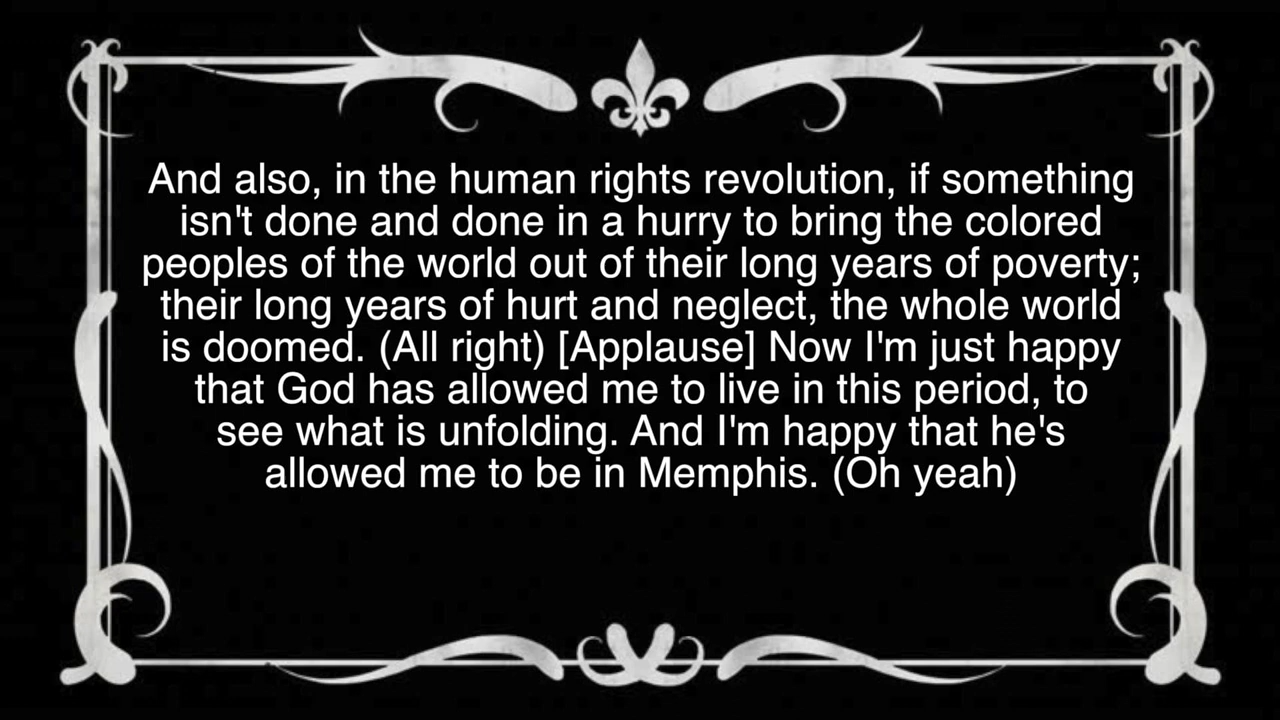 And also, in the human rights revolution, if something
isn't done and done in a hurry to bring the colored
peoples of the world out of their long years of poverty;
their long years of hurt and neglect, the whole world
is doomed. (All right) [Applause] Now I'm just happy
that God has allowed me to live in this period, to
see what is unfolding. And I'm happy that he's
allowed me to be in Memphis. (Oh yeah)